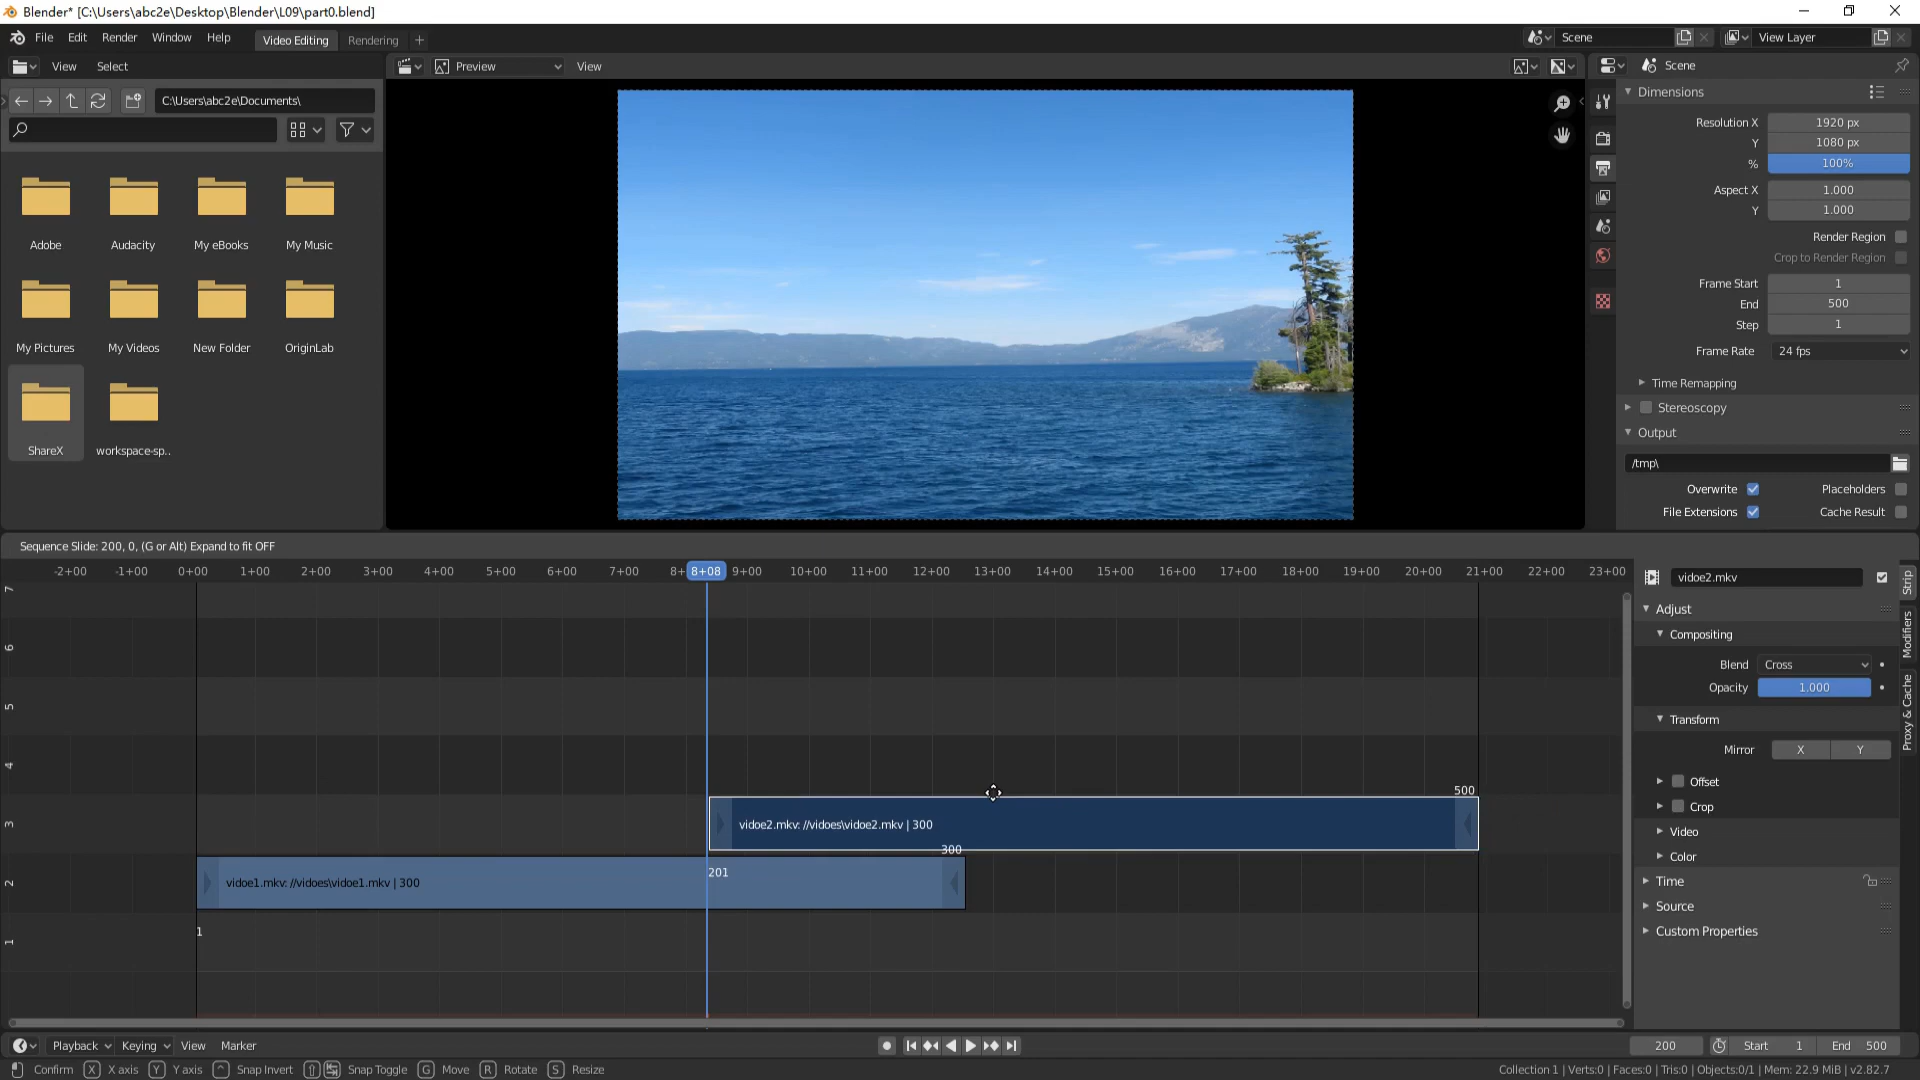 Blender* [C:\Users\abc2e\Desktop\Blender\L09\part0.blend]
File Edit Render Window Help Video Editing Rendering + Scene View Layer
View Select Preview View Scene
C:\Users\abc2e\Documents\ Dimensions
Resolution X 1920 px
Y 1080 px
% 100%
Aspect X 1.000
Y 1.000
Adobe Audacity My eBooks My Music
Render Region
Crop to Render Region
Frame Start 1
End 500
Step 1
My Pictures My Videos New Folder OriginLab
Frame Rate 24 fps
Time Remapping
Stereoscopy
Output
ShareX workspace-sp..
/tmp\
Overwrite Placeholders
File Extensions Cache Result
Sequence Slide: 200, 0, (G or Alt) Expand to fit OFF
-2+00 -1+00 0+00 1+00 2+00 3+00 4+00 5+00 6+00 7+00 8+ 8+08 9+00 10+00 11+00 12+00 13+00 14+00 15+00 16+00 17+00 18+00 19+00 20+00 21+00 22+00 23+00
vidoe2.mkv
Strip
7
Adjust
Compositing
Modifiers
6
Blend Cross
Opacity 1.000
5
Transform
Proxy & Cache
Mirror X Y
4
Offset
500
Crop
3
vidoe2.mkv: //vidoes\vidoe2.mkv | 300
Video
300
Color
201
2
vidoe1.mkv: //vidoes\vidoe1.mkv | 300
Time
Source
1
1
Custom Properties
Playback Keying View Marker 200 Start 1 End 500
Confirm X X axis Y Y axis ^ Snap Invert Snap Toggle G Move R Rotate S Resize Collection 1 | Verts:0 | Faces:0 | Tris:0 | Objects:0/1 | Mem: 22.9 MiB | v2.82.7